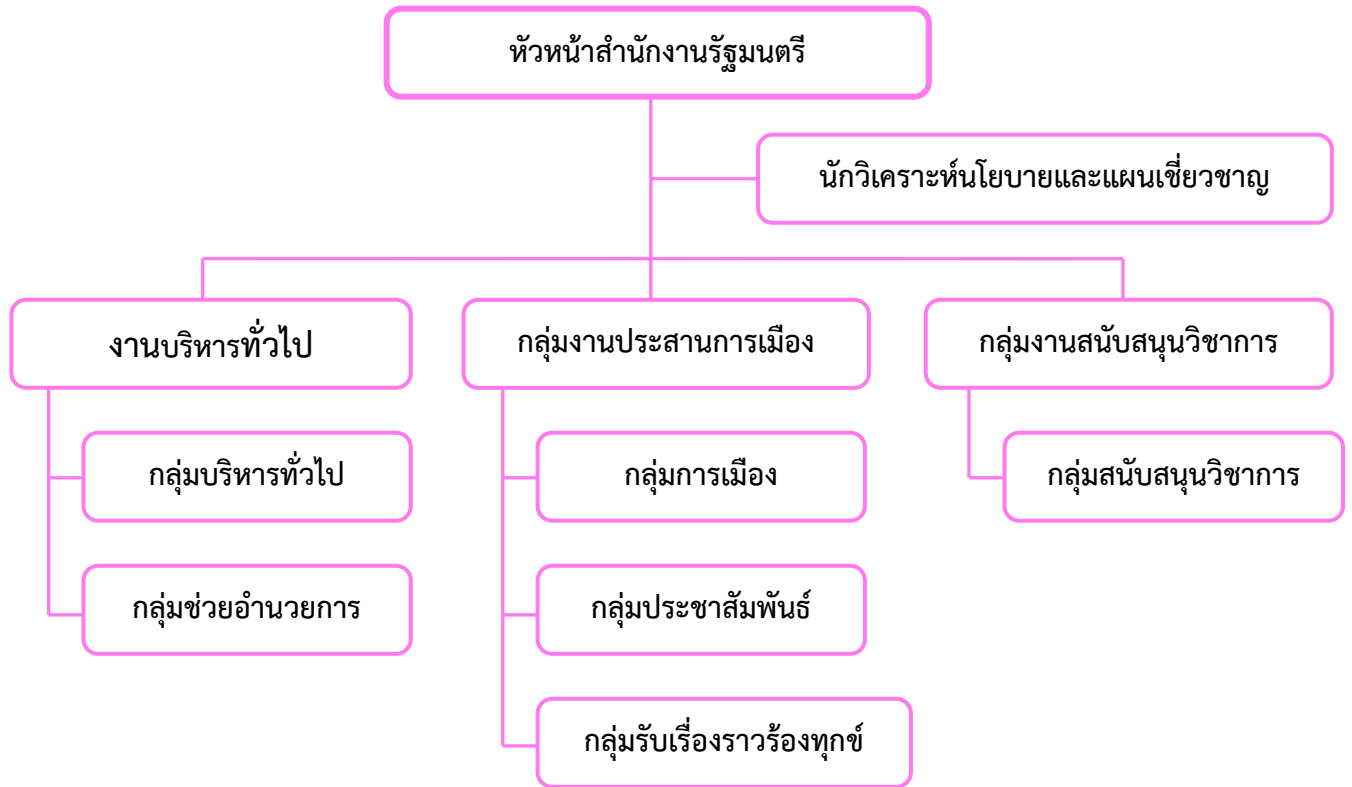 หัวหน้าสำนักงานรัฐมนตรี
นักวิเคราะห์นโยบายและแผนเชี่ยวชาญ
งานบริหารทั่วไป
กลุ่มงานประสานการเมือง
กลุ่มงานสนับสนุนวิชาการ
กลุ่มบริหารทั่วไป
กลุ่มการเมือง
กลุ่มสนับสนุนวิชาการ
กลุ่มช่วยอำนวยการ
กลุ่มประชาสัมพันธ์
กลุ่มรับเรื่องราวร้องทุกข์